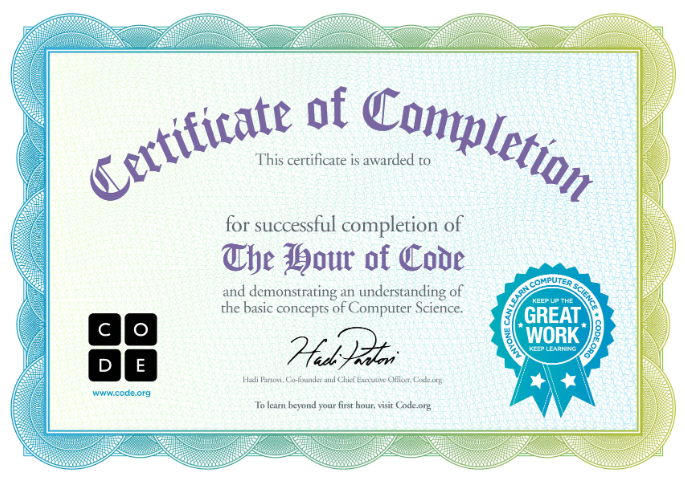 Certificate of Completion
This certificate is awarded to
for successful completion of
The Hour of Code
and demonstrating an understanding of
the basic concepts of Computer Science.
Hadi Partovi
Hadi Partovi, Co-founder and Chief Executive Officer, Code.org
To learn beyond your first hour, visit Code.org
C O
D E
www.code.org
ANYONE CAN LEARN COMPUTER SCIENCE • CODE.ORG
KEEP UP THE
GREAT
WORK
KEEP LEARNING